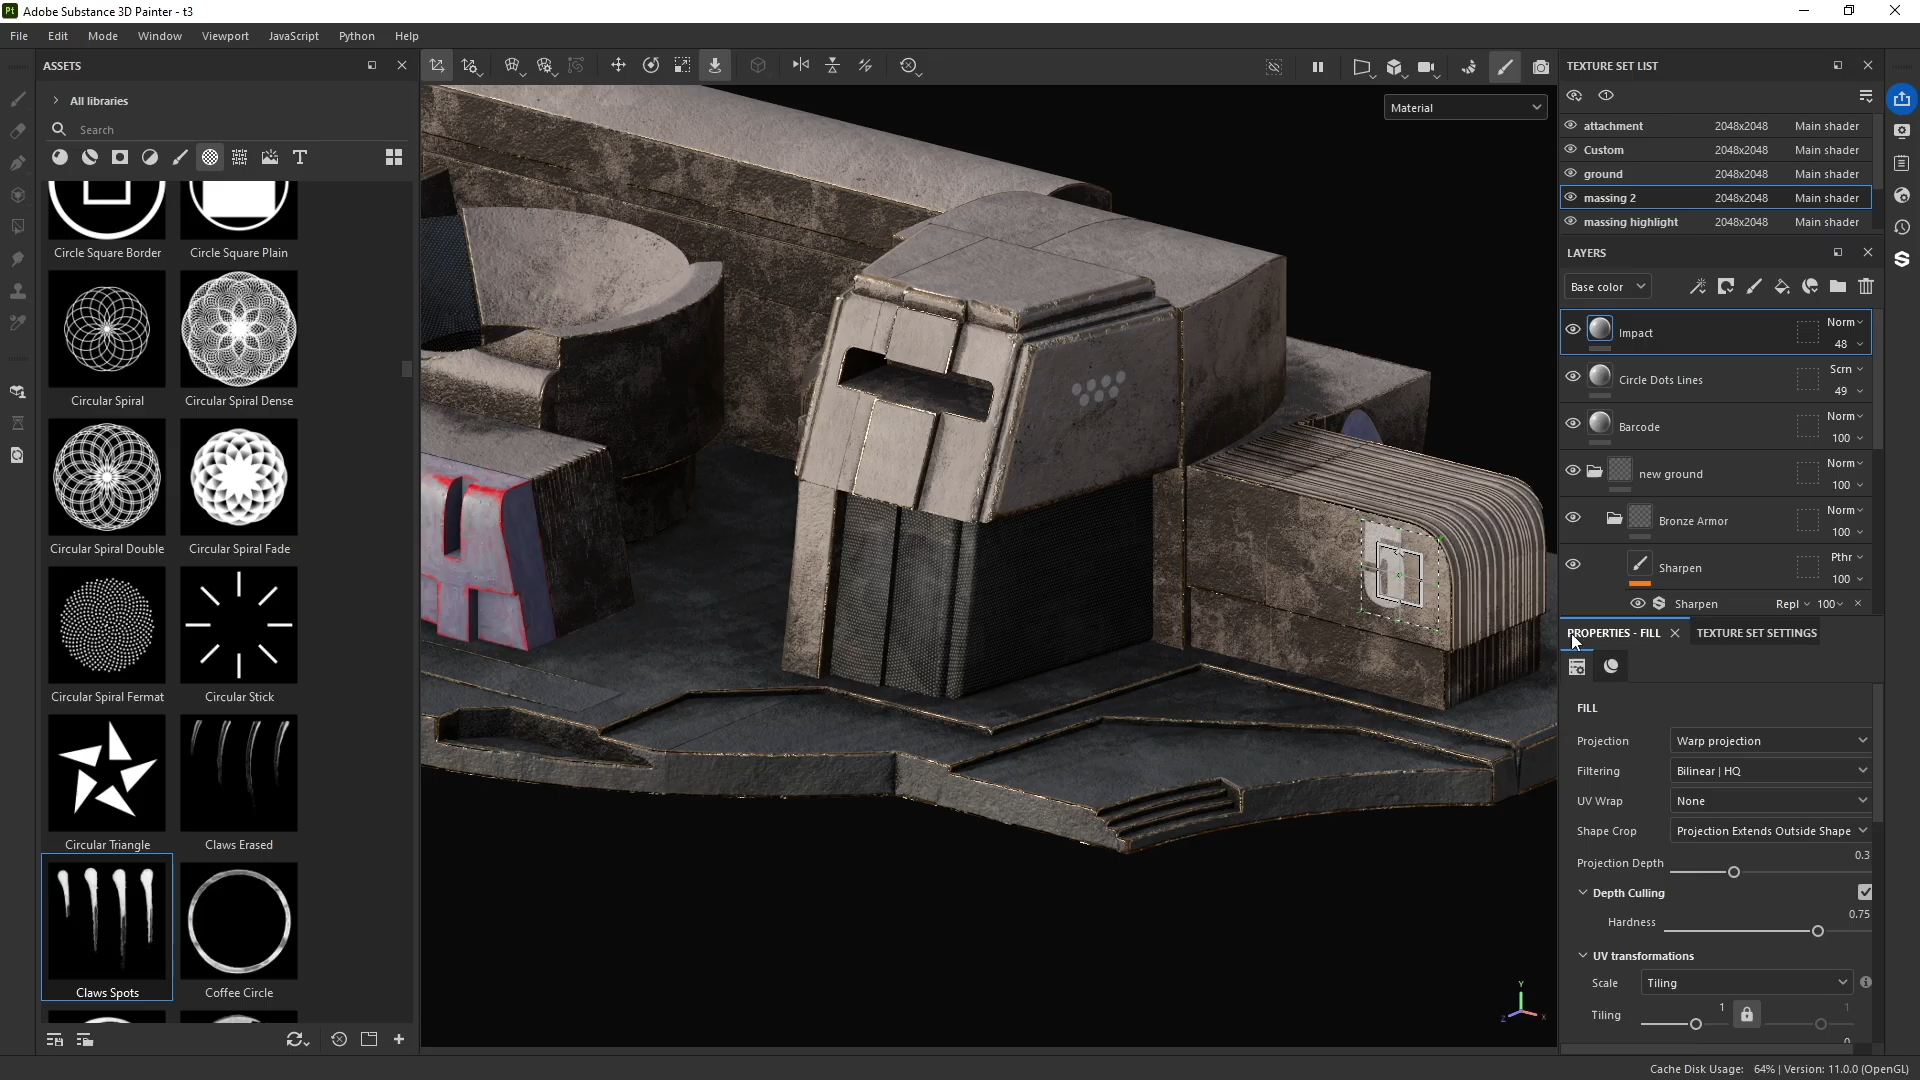 Pt Adobe Substance 3D Painter - t3
File Edit Mode Window Viewport JavaScript Python Help
ASSETS
All libraries
Search
Circle Square Border Circle Square Plain
Circular Spiral Circular Spiral Dense
Circular Spiral Double Circular Spiral Fade
Circular Spiral Fermat Circular Stick
Circular Triangle Claws Erased
Claws Spots Coffee Circle
Material
Y
Z X
TEXTURE SET LIST
attachment 2048x2048 Main shader
Custom 2048x2048 Main shader
ground 2048x2048 Main shader
massing 2 2048x2048 Main shader
massing highlight 2048x2048 Main shader
LAYERS
Base color
Impact Norm
48
Circle Dots Lines Scrn
49
Barcode Norm
100
new ground Norm
100
Bronze Armor Norm
100
Sharpen Pthr
100
Sharpen Repl 100
PROPERTIES - FILL TEXTURE SET SETTINGS
FILL
Projection Warp projection
Filtering Bilinear | HQ
UV Wrap None
Shape Crop Projection Extends Outside Shape
Projection Depth 0.3
Depth Culling
Hardness 0.75
UV transformations
Scale Tiling
Tiling 1 1
0
Cache Disk Usage: 64% | Version: 11.0.0 (OpenGL)